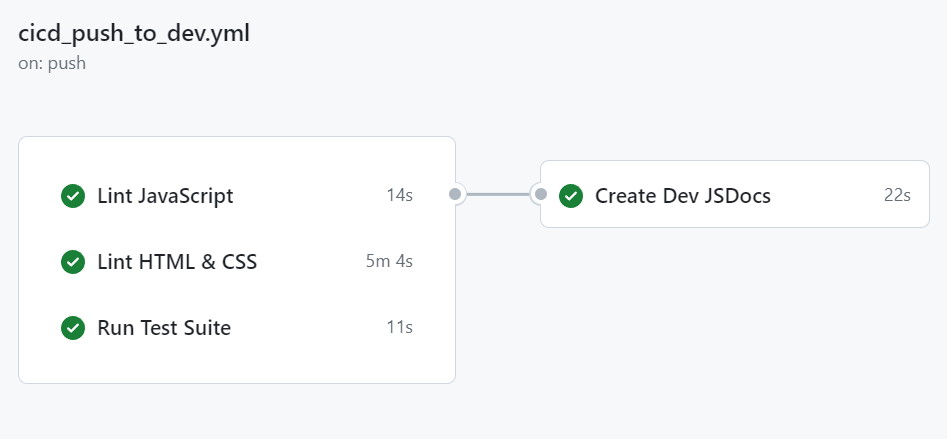 cicd_push_to_dev.yml
on: push
Lint JavaScript 14s
Lint HTML & CSS 5m 4s
Run Test Suite 11s
Create Dev JSDocs 22s